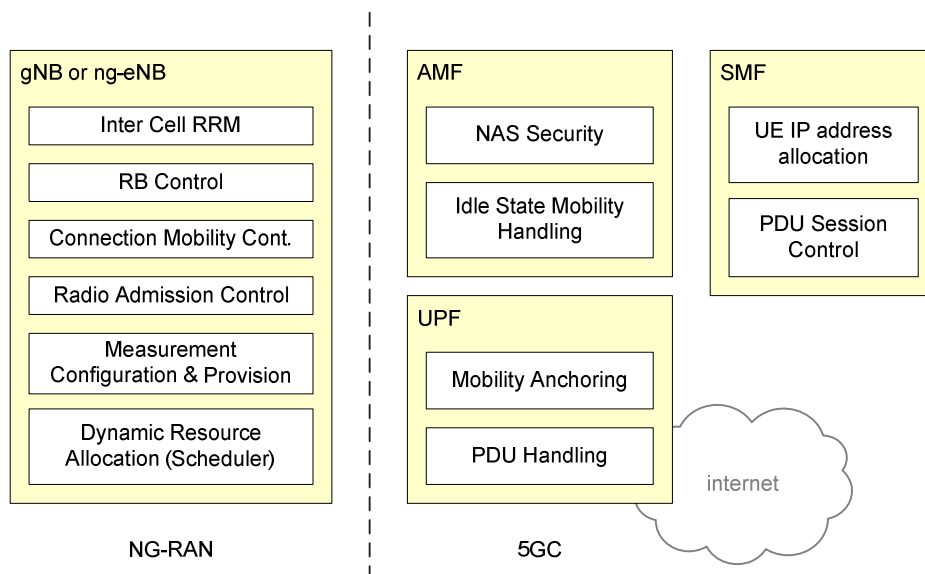 gNB or ng-eNB
Inter Cell RRM
RB Control
Connection Mobility Cont.
Radio Admission Control
Measurement
Configuration & Provision
Dynamic Resource
Allocation (Scheduler)
NG-RAN
AMF
NAS Security
Idle State Mobility
Handling
SMF
UE IP address
allocation
PDU Session
Control
UPF
Mobility Anchoring
PDU Handling
internet
5GC